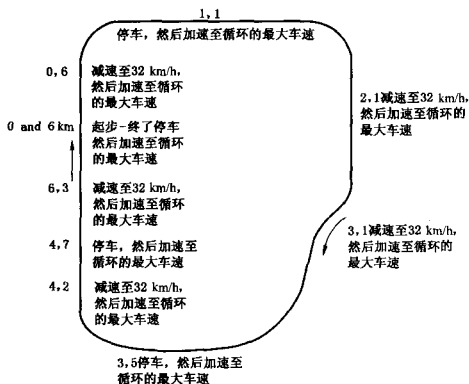 1,1
停车，然后加速至循环的最大车速
0,6
减速至32 km/h,
然后加速至循环
的最大车速
2,1减速至32 km/h,
然后加速至循环的
最大车速
0 and 6 km
起步-终了停车
然后加速至循环
的最大车速
6,3
减速至32 km/h,
然后加速至循环
的最大车速
3,1减速至32 km/h,
然后加速至循环的
最大车速
4,7
停车，然后加速至
循环的最大车速
4,2
减速至32 km/h,
然后加速至循环
的最大车速
3,5停车，然后加速至
循环的最大车速